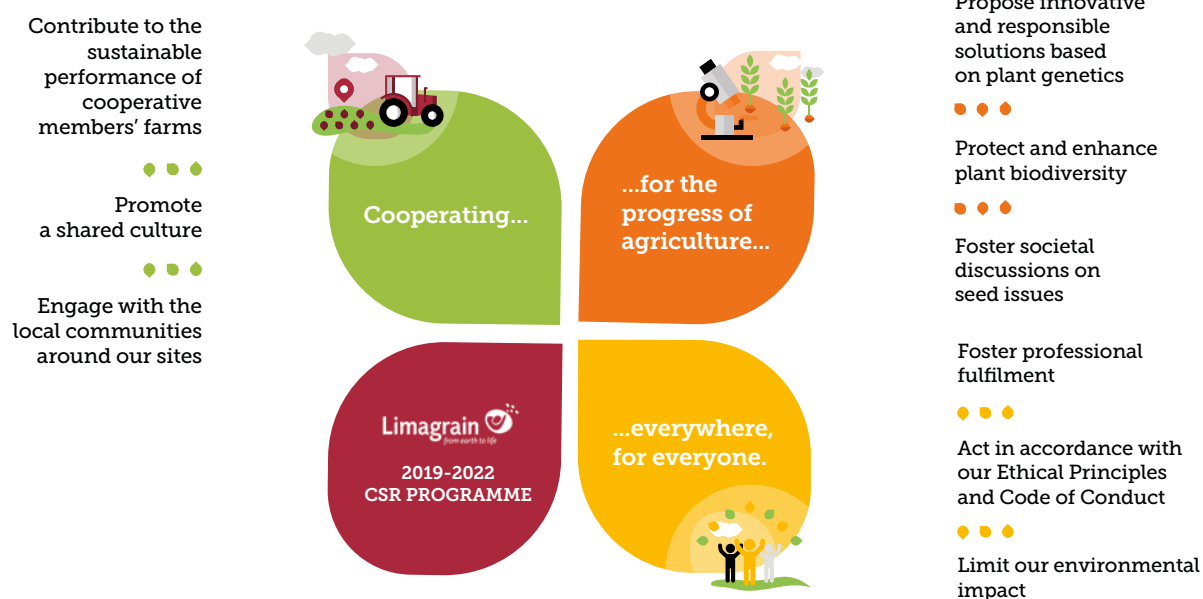 Contribute to the
sustainable
performance of
cooperative
members’ farms
Promote
a shared culture
Engage with the
local communities
around our sites
Cooperating...
...for the
progress of
agriculture...
Limagrain
from earth to life
2019-2022
CSR PROGRAMME
...everywhere,
for everyone.
Propose innovative
and responsible
solutions based
on plant genetics
Protect and enhance
plant biodiversity
Foster societal
discussions on
seed issues
Foster professional
fulfilment
Act in accordance with
our Ethical Principles
and Code of Conduct
Limit our environmental
impact